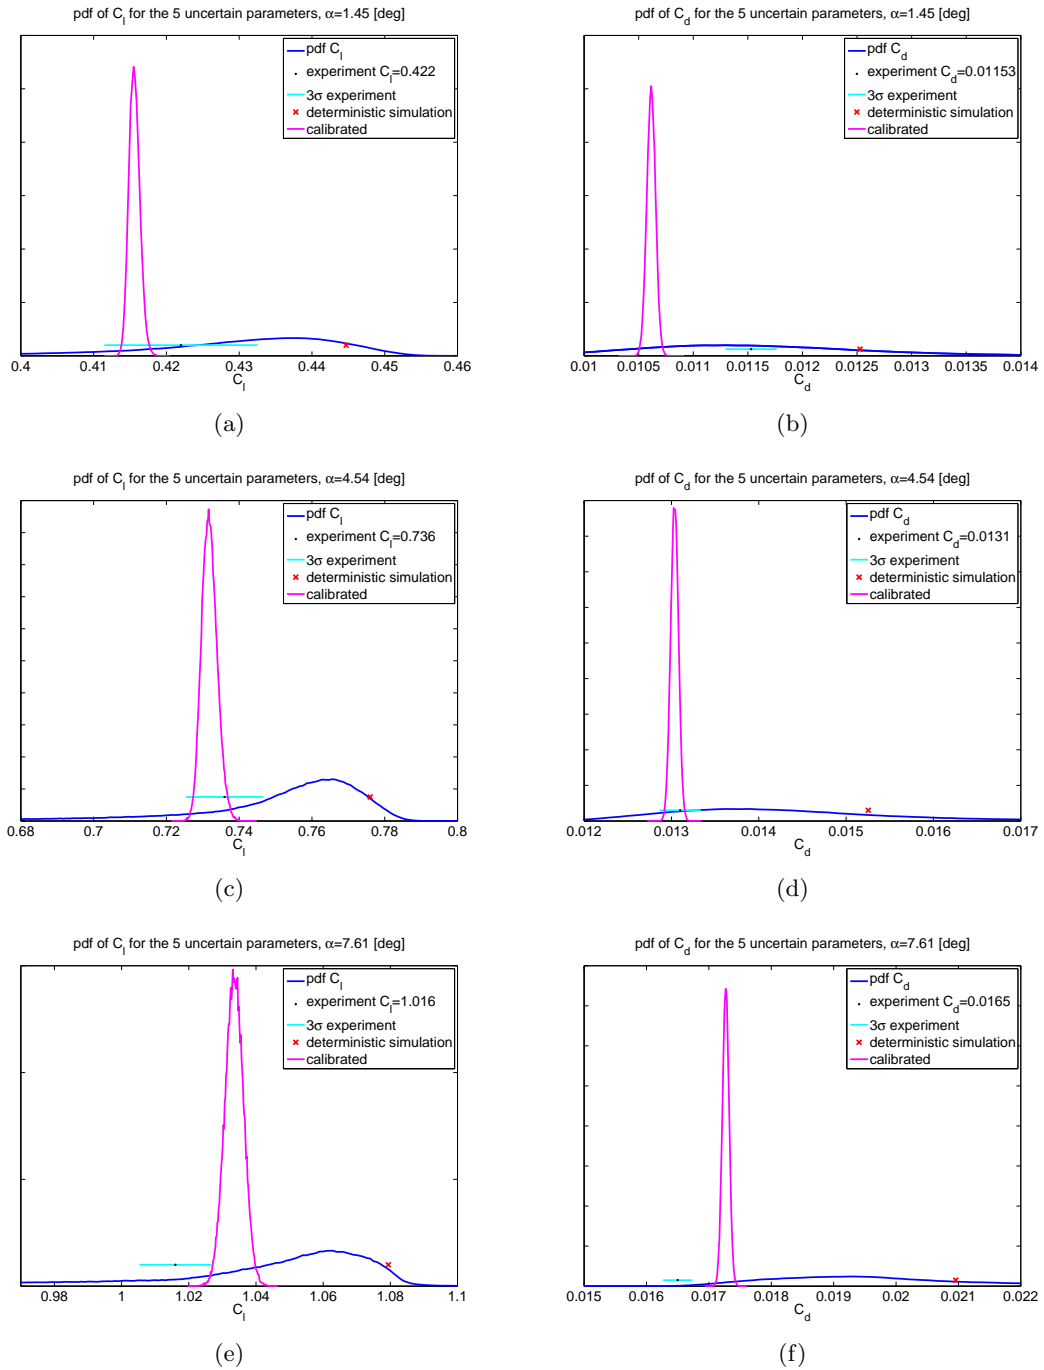 pdf of C_l for the 5 uncertain parameters, α=1.45 [deg]
pdf C_l
experiment C_l=0.422
3σ experiment
deterministic simulation
calibrated
0.4 0.41 0.42 0.43 0.44 0.45 0.46
C_l
(a)
pdf of C_d for the 5 uncertain parameters, α=1.45 [deg]
pdf C_d
experiment C_d=0.01153
3σ experiment
deterministic simulation
calibrated
0.01 0.0105 0.011 0.0115 0.012 0.0125 0.013 0.0135 0.014
C_d
(b)
pdf of C_l for the 5 uncertain parameters, α=4.54 [deg]
pdf C_l
experiment C_l=0.736
3σ experiment
deterministic simulation
calibrated
0.68 0.7 0.72 0.74 0.76 0.78 0.8
C_l
(c)
pdf of C_d for the 5 uncertain parameters, α=4.54 [deg]
pdf C_d
experiment C_d=0.0131
3σ experiment
deterministic simulation
calibrated
0.012 0.013 0.014 0.015 0.016 0.017
C_d
(d)
pdf of C_l for the 5 uncertain parameters, α=7.61 [deg]
pdf C_l
experiment C_l=1.016
3σ experiment
deterministic simulation
calibrated
0.98 1 1.02 1.04 1.06 1.08 1.1
C_l
(e)
pdf of C_d for the 5 uncertain parameters, α=7.61 [deg]
pdf C_d
experiment C_d=0.0165
3σ experiment
deterministic simulation
calibrated
0.015 0.016 0.017 0.018 0.019 0.02 0.021 0.022
C_d
(f)